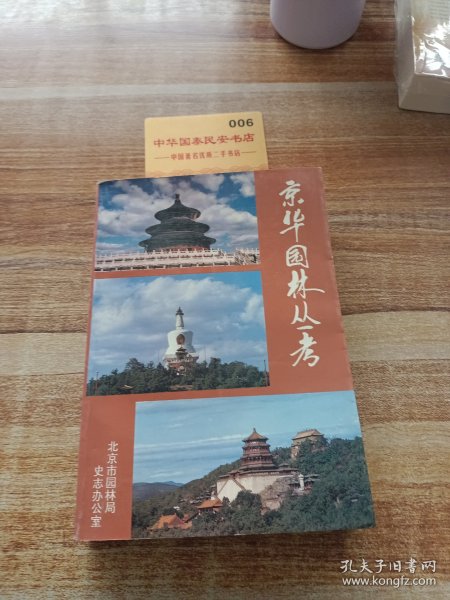 006
中华国泰民安书店
——中国著名优质二手书店——
京华园林丛考
北京市园林局
史志办公室
孔夫子旧书网
www.kongfz.com